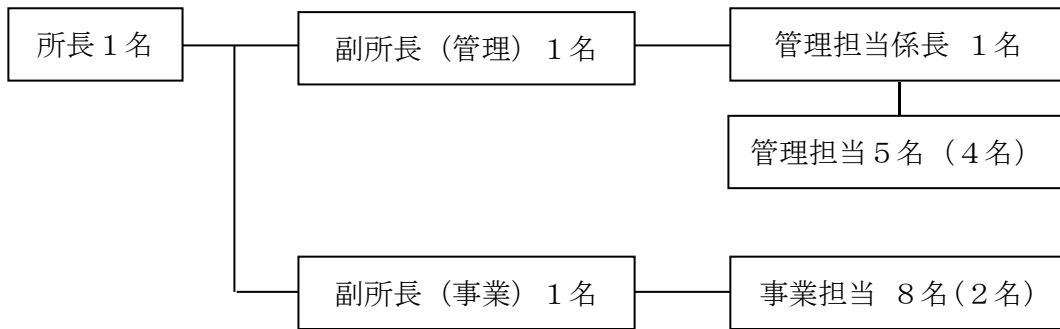 所長１名
副所長（管理）１名
管理担当係長 １名
管理担当５名（４名）
副所長（事業）１名
事業担当 ８名(２名)